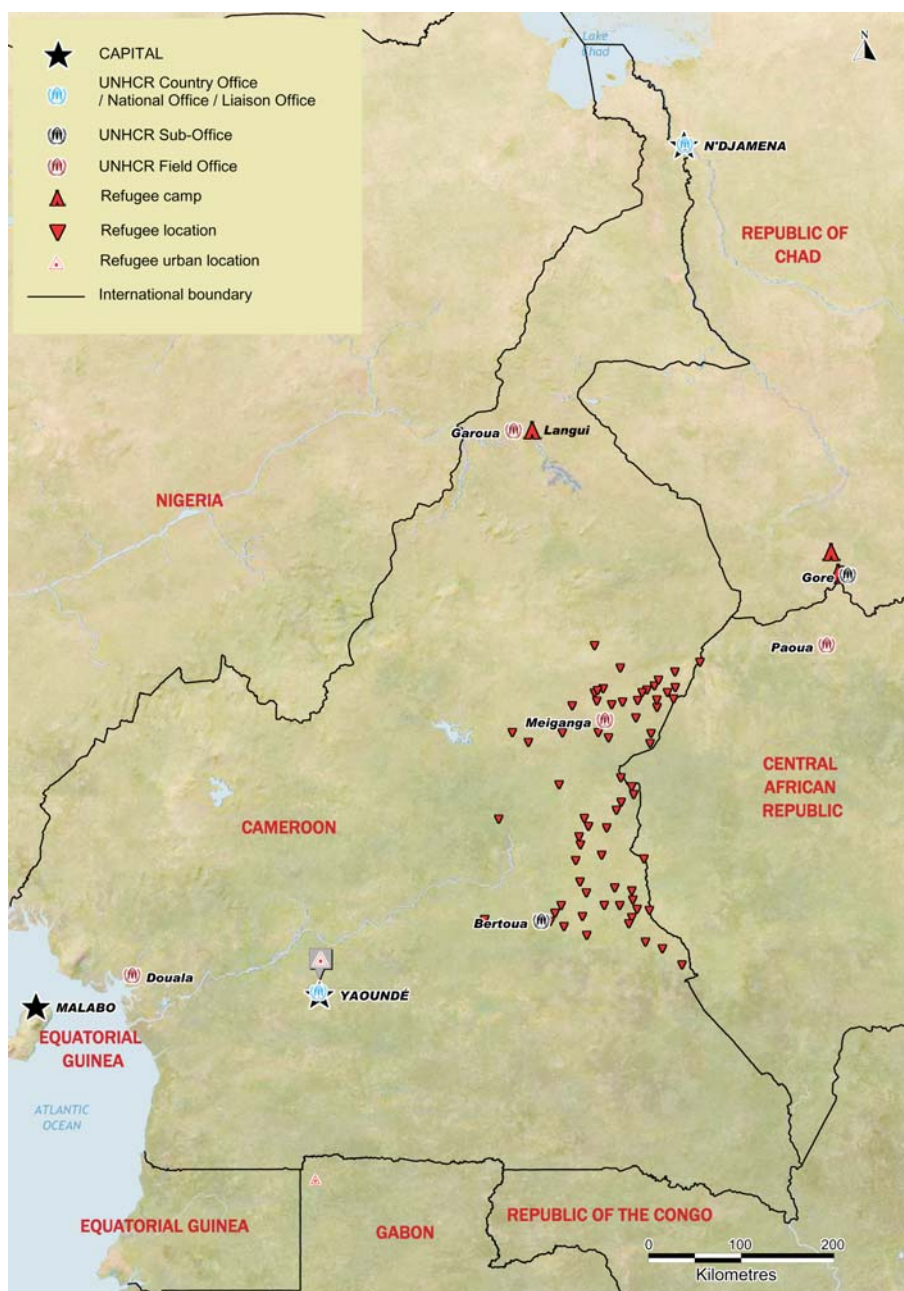 CAPITAL
UNHCR Country Office
/ National Office / Liaison Office
UNHCR Sub-Office
UNHCR Field Office
Refugee camp
Refugee location
Refugee urban location
International boundary
Lake
Chad
N
N'DJAMENA
REPUBLIC OF
CHAD
Garoua
Langui
NIGERIA
Gore
Paoua
Meiganga
CENTRAL
AFRICAN
REPUBLIC
CAMEROON
Bertoua
Douala
YAOUNDÉ
MALABO
EQUATORIAL
GUINEA
ATLANTIC
OCEAN
EQUATORIAL GUINEA
GABON
REPUBLIC OF THE CONGO
0 100 200
Kilometres